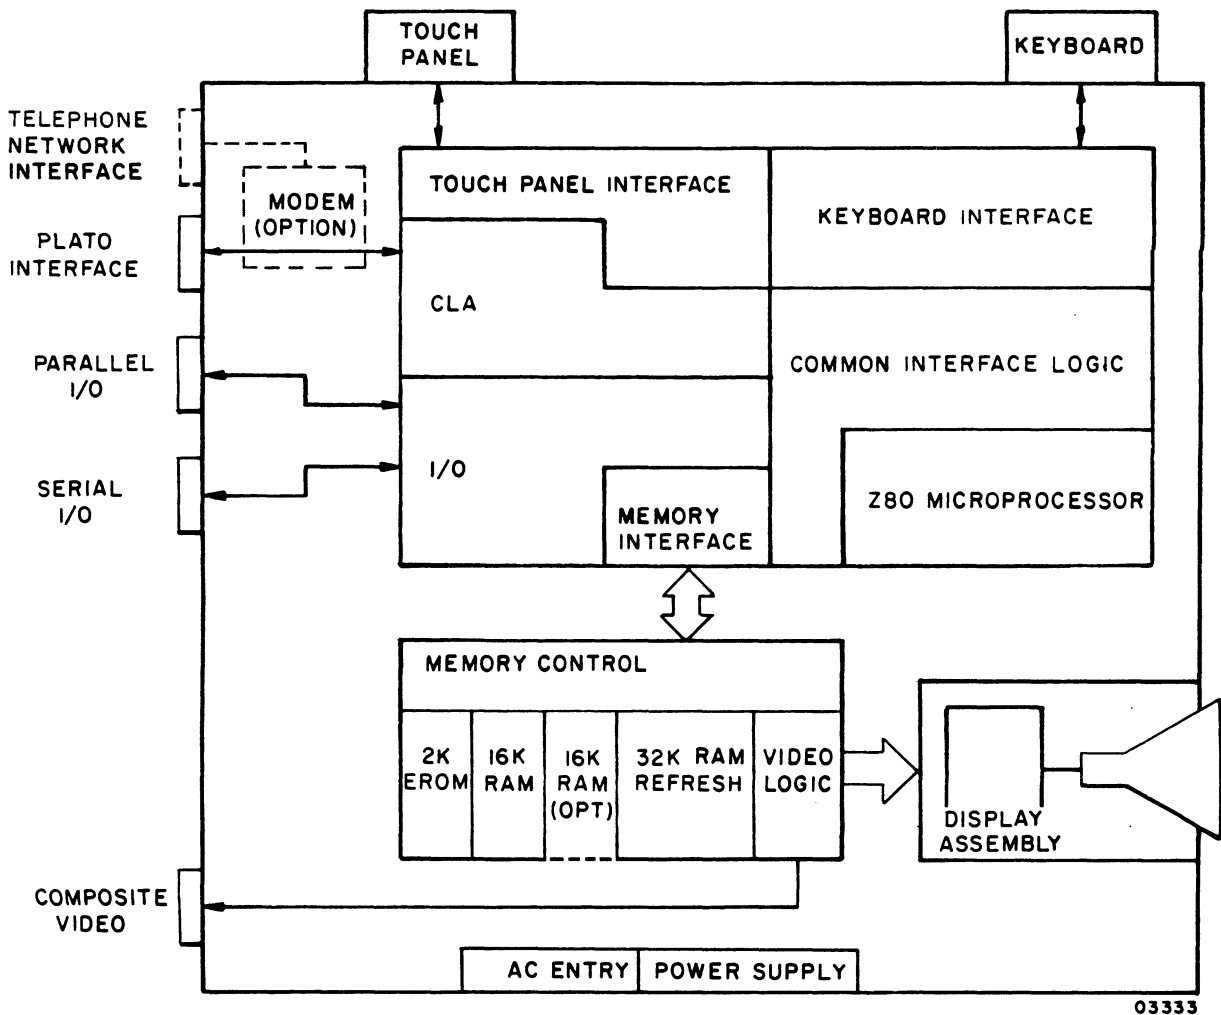 TOUCH
PANEL
KEYBOARD
TELEPHONE
NETWORK
INTERFACE
MODEM
(OPTION)
PLATO
INTERFACE
PARALLEL
I/O
SERIAL
I/O
TOUCH PANEL INTERFACE
KEYBOARD INTERFACE
CLA
COMMON INTERFACE LOGIC
I/O
MEMORY
INTERFACE
Z80 MICROPROCESSOR
MEMORY CONTROL
2K
EROM
16K
RAM
16K
RAM
(OPT)
32K RAM
REFRESH
VIDEO
LOGIC
DISPLAY
ASSEMBLY
COMPOSITE
VIDEO
AC ENTRY
POWER SUPPLY
03333